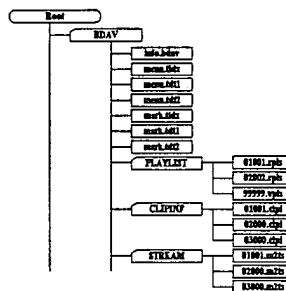 Root
BDAV
info.bdav
menu.tidx
menu.tdt1
menu.tdt2
mark.tidx
mark.tdt1
mark.tdt2
PLAYLIST
01001.rpls
02002.rpls
99999.vpls
CLIPINF
01001.clpi
02000.clpi
03000.clpi
STREAM
01001.m2ts
02000.m2ts
03000.m2ts